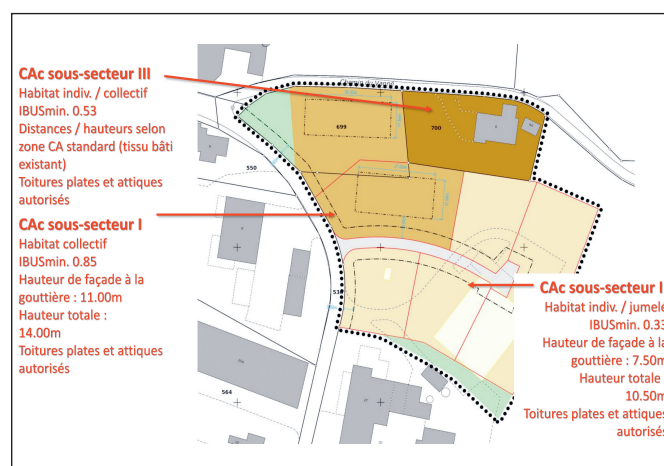 CAc sous-secteur III
Habitat indiv. / collectif
IBUSmin. 0.53
Distances / hauteurs selon
zone CA standard (tissu bâti
existant)
Toitures plates et attiques
autorisés
CAc sous-secteur I
Habitat collectif
IBUSmin. 0.85
Hauteur de façade à la
gouttière : 11.00m
Hauteur totale :
14.00m
Toitures plates et attiques
autorisés
Chemin du
699
700
550
564
CAc sous-secteur I
Habitat indiv. / jumelé
IBUSmin. 0.33
Hauteur de façade à la
gouttière : 7.50m
Hauteur totale
10.50m
Toitures plates et attiques
autorisés